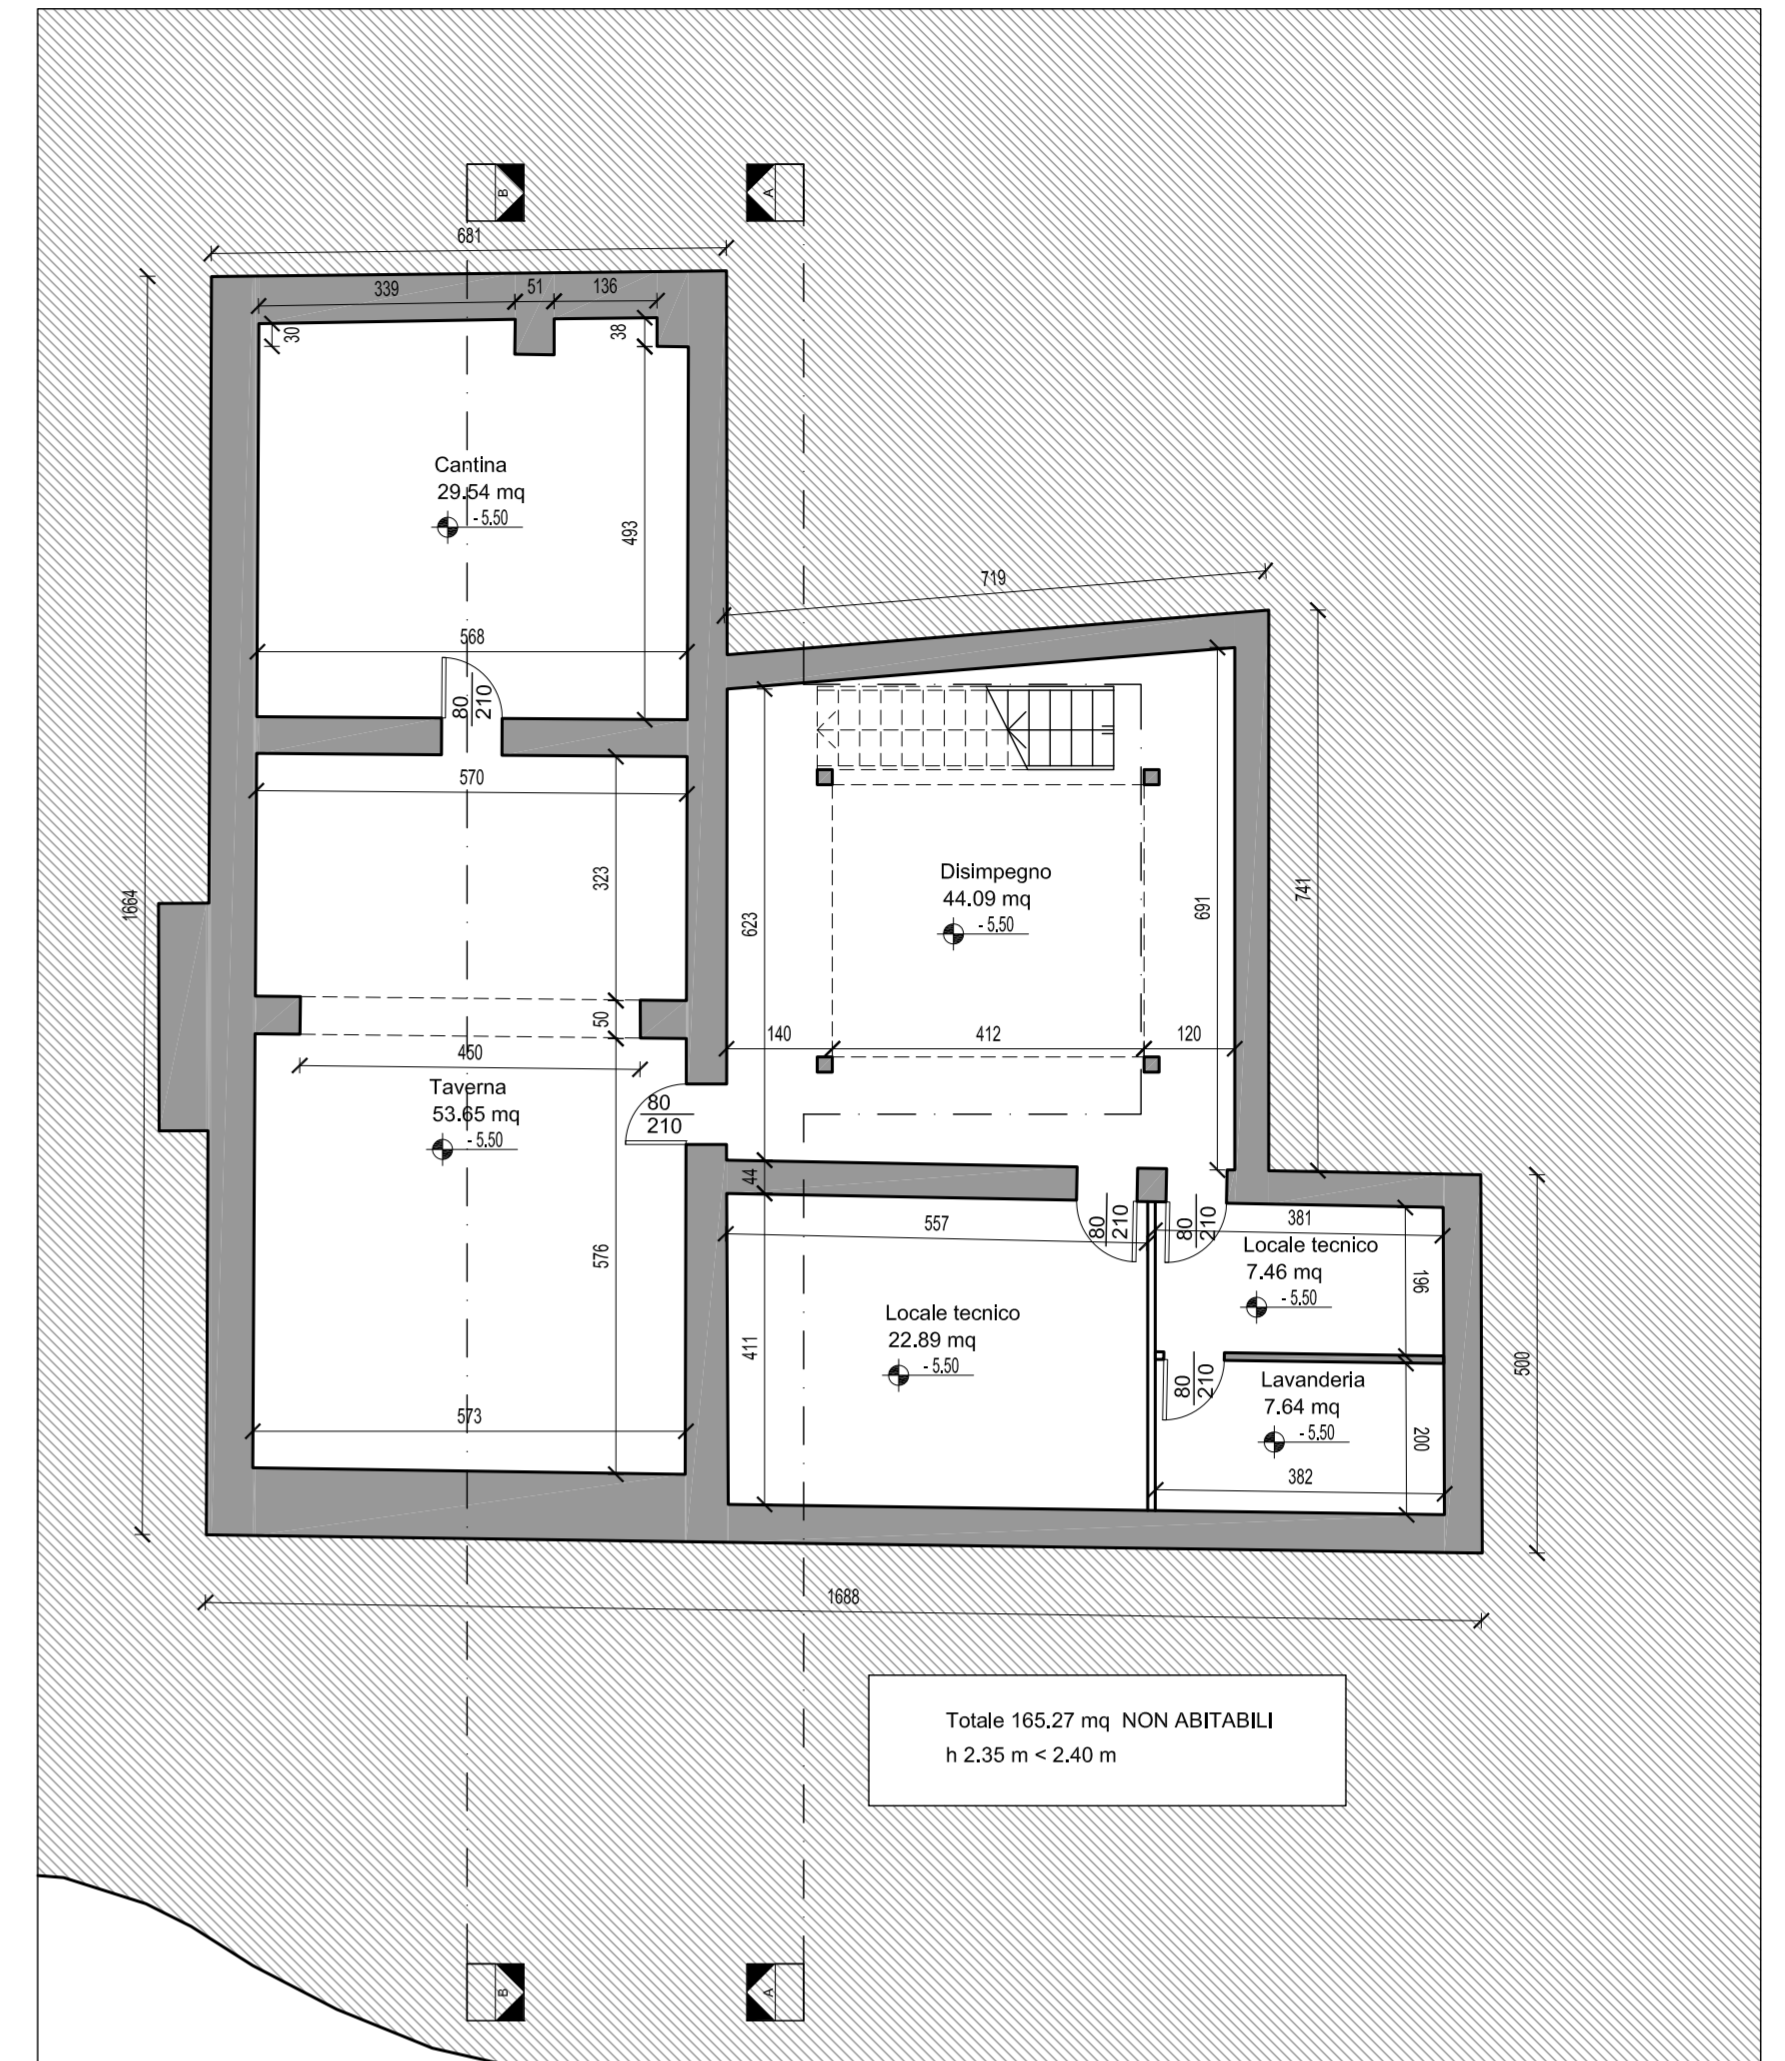 B
A
681
339
51
136
30
38
Cantina
29.54 mq
- 5.50
493
719
568
80
210
570
1664
323
Disimpegno
44.09 mq
- 5.50
623
691
741
50
140
412
120
450
Taverna
53.65 mq
- 5.50
80
210
44
557
80
210
80
210
381
Locale tecnico
7.46 mq
- 5.50
196
576
Locale tecnico
22.89 mq
- 5.50
411
500
80
210
Lavanderia
7.64 mq
- 5.50
200
573
382
1688
Totale 165.27 mq NON ABITABILI
h 2.35 m < 2.40 m
B
A